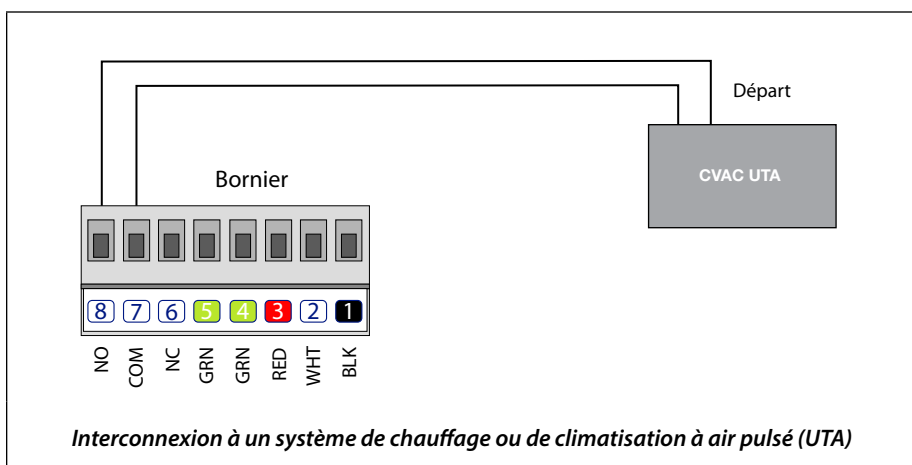 Départ
CVAC UTA
Bornier
8 7 6 5 4 3 2 1
NO COM NC GRN GRN RED WHT BLK
Interconnexion à un système de chauffage ou de climatisation à air pulsé (UTA)